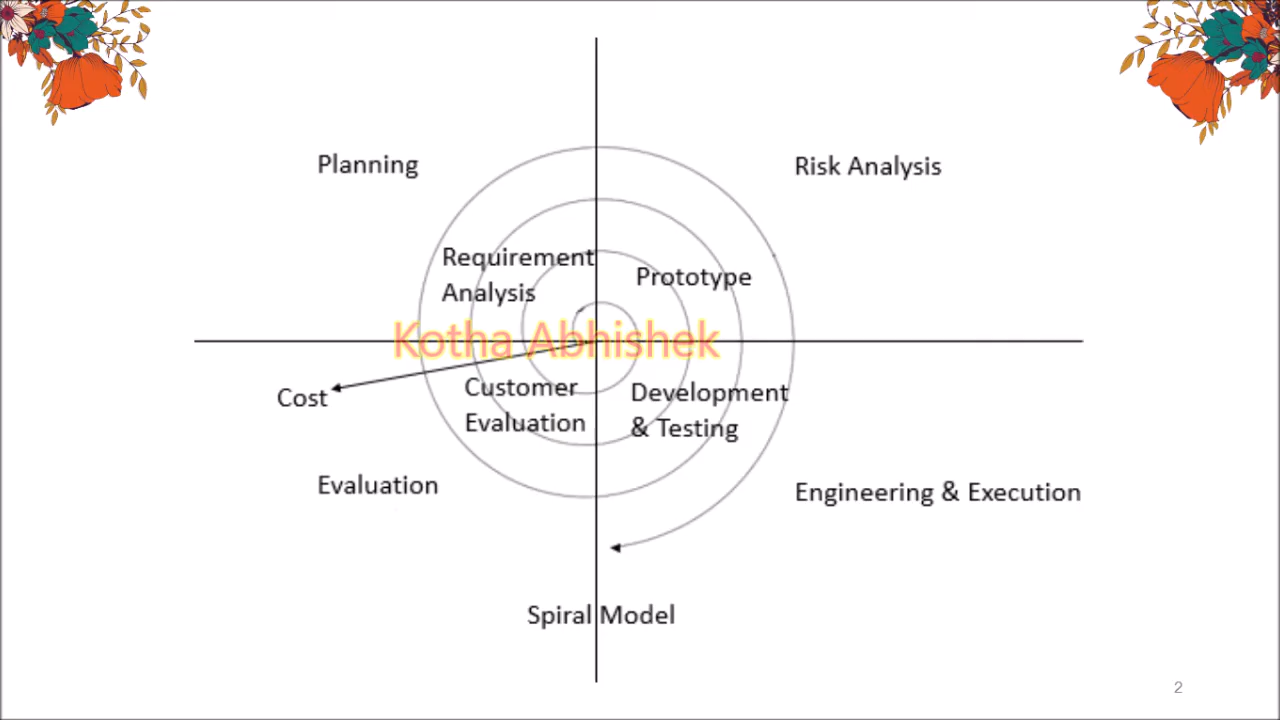 Planning
Risk Analysis
Requirement
Analysis
Prototype
Kotha Abhishek
Cost
Customer
Evaluation
Development
& Testing
Evaluation
Engineering & Execution
Spiral Model
2